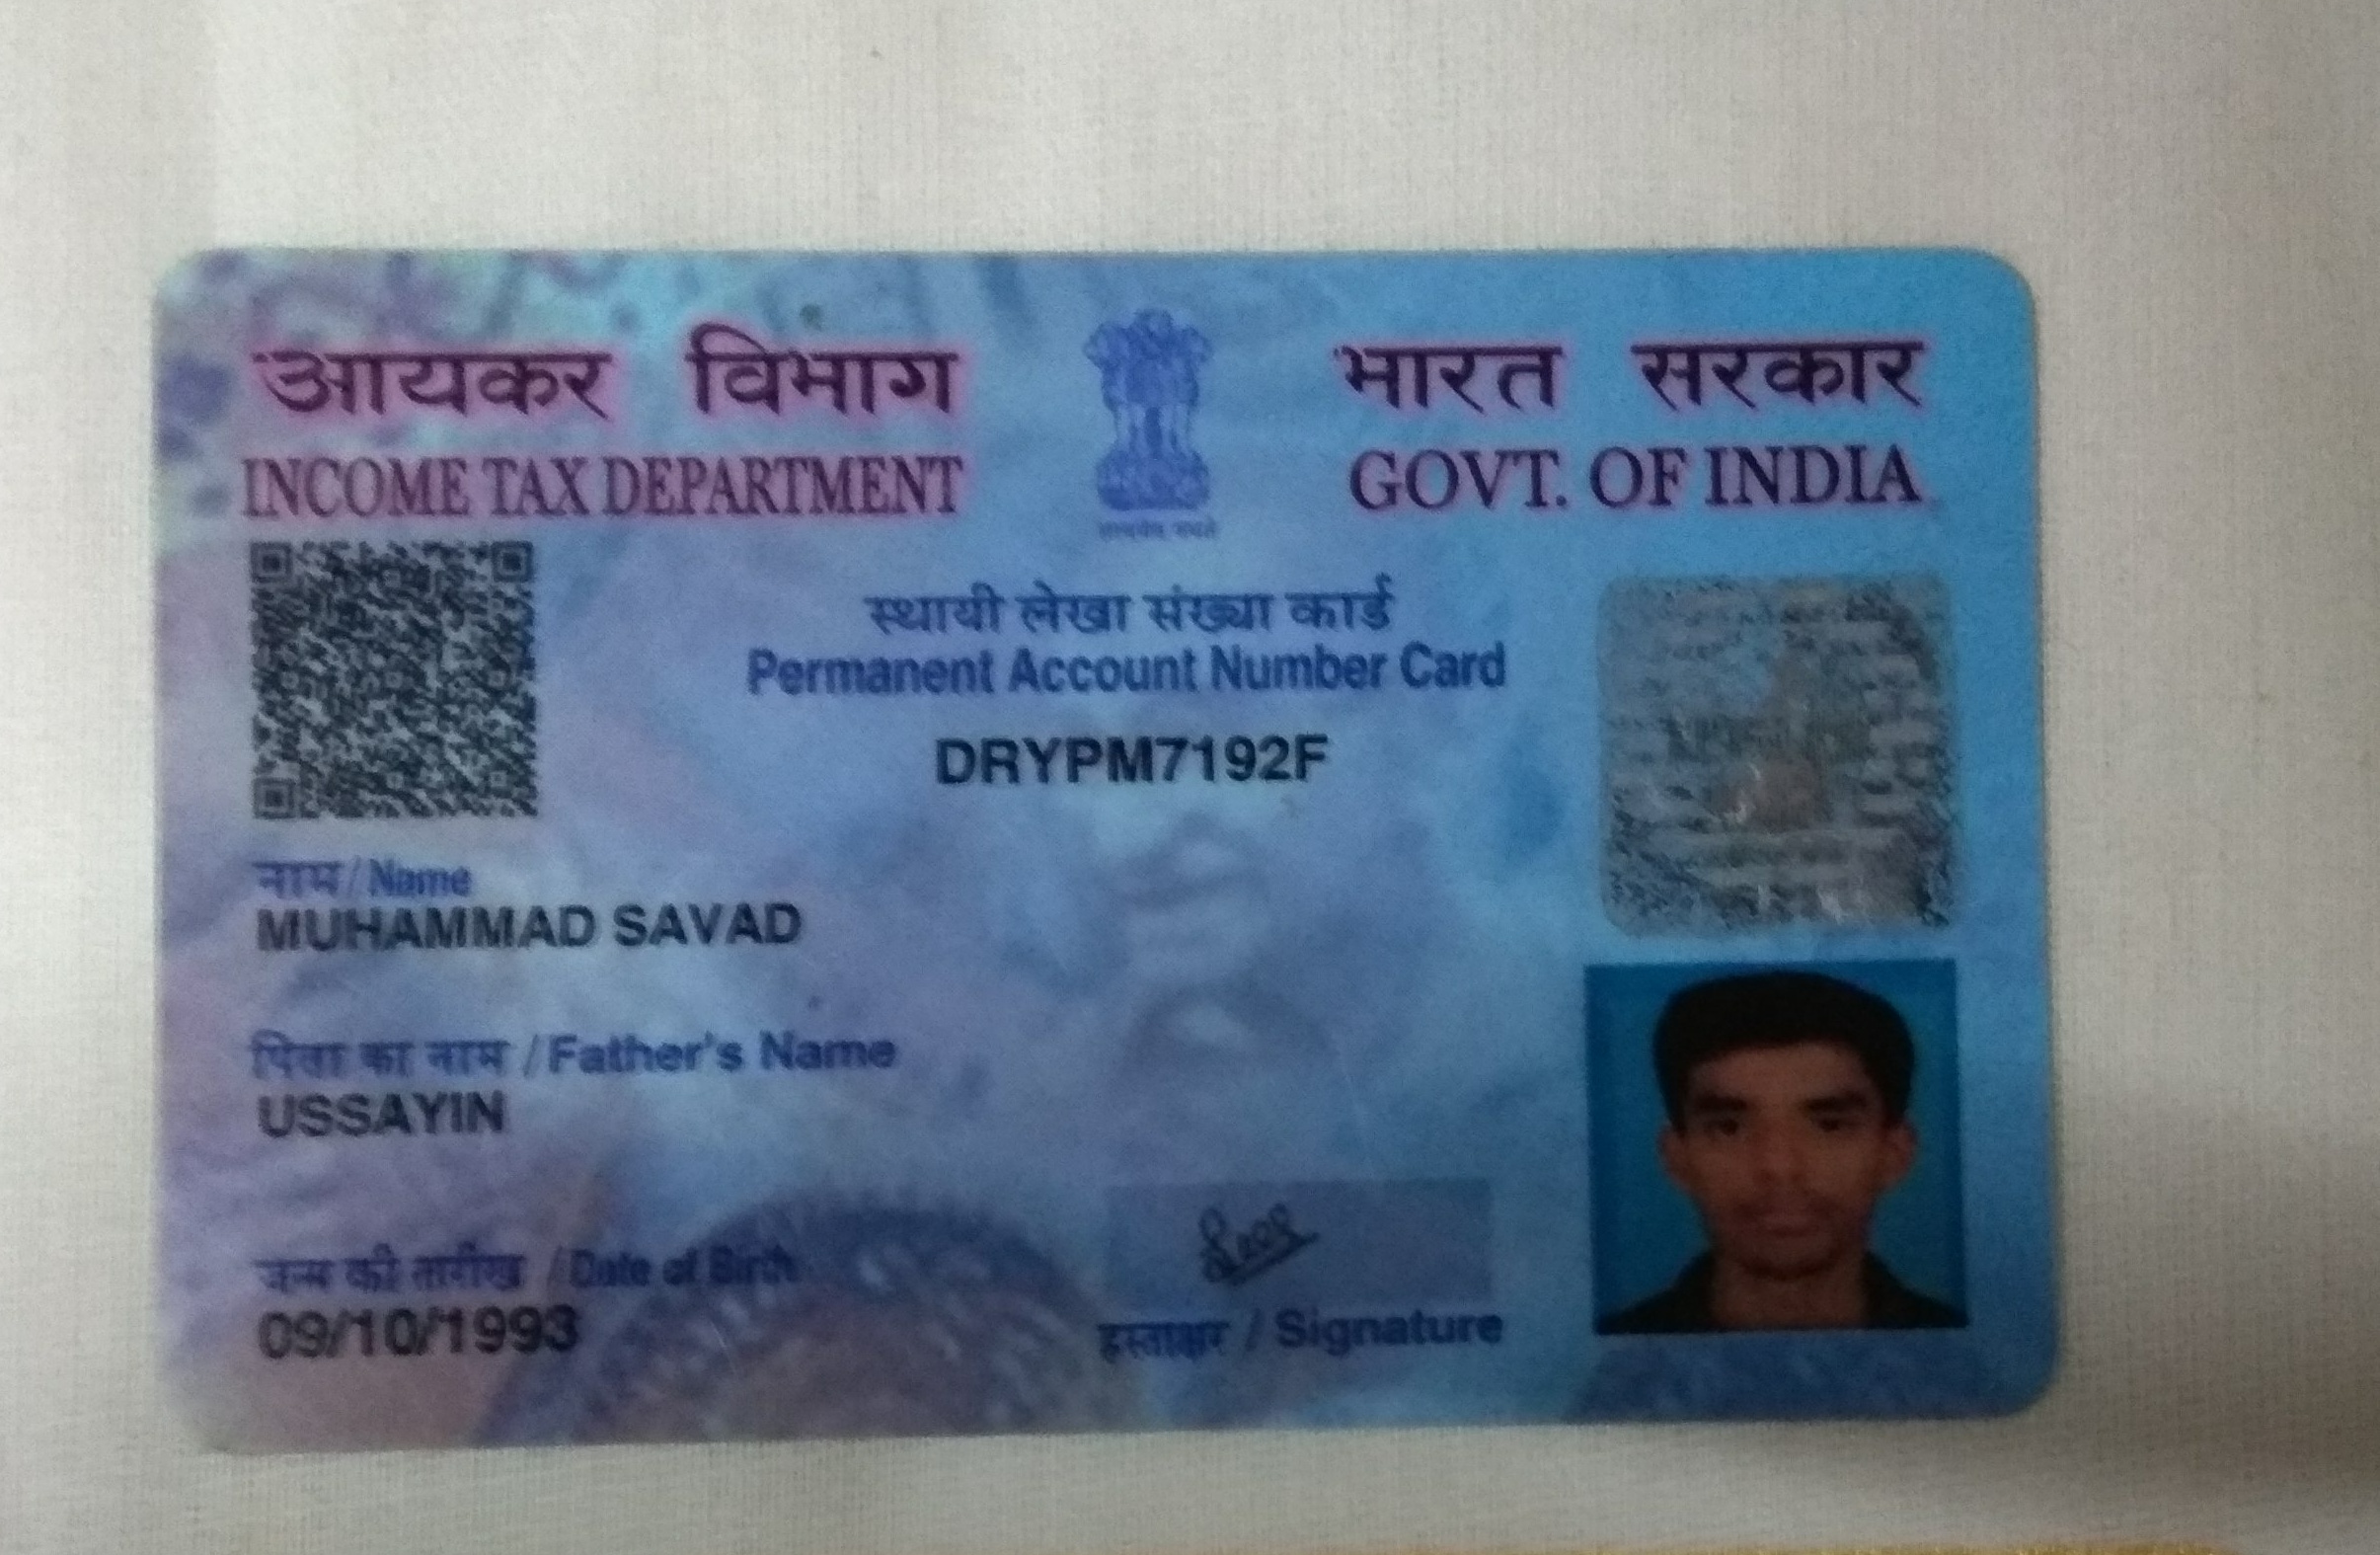 आयकर विभाग
INCOME TAX DEPARTMENT
भारत सरकार
GOVT. OF INDIA
सत्यमेव जयते
स्थायी लेखा संख्या कार्ड
Permanent Account Number Card
DRYPM7192F
नाम / Name
MUHAMMAD SAVAD
पिता का नाम / Father's Name
USSAYIN
जन्म की तारीख / Date of Birth
09/10/1993
हस्ताक्षर / Signature